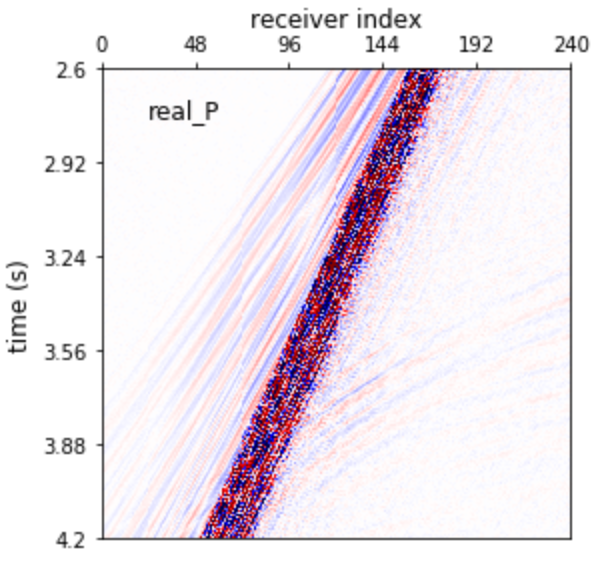 receiver index
0 48 96 144 192 240
2.6
real_P
2.92
3.24
time (s)
3.56
3.88
4.2